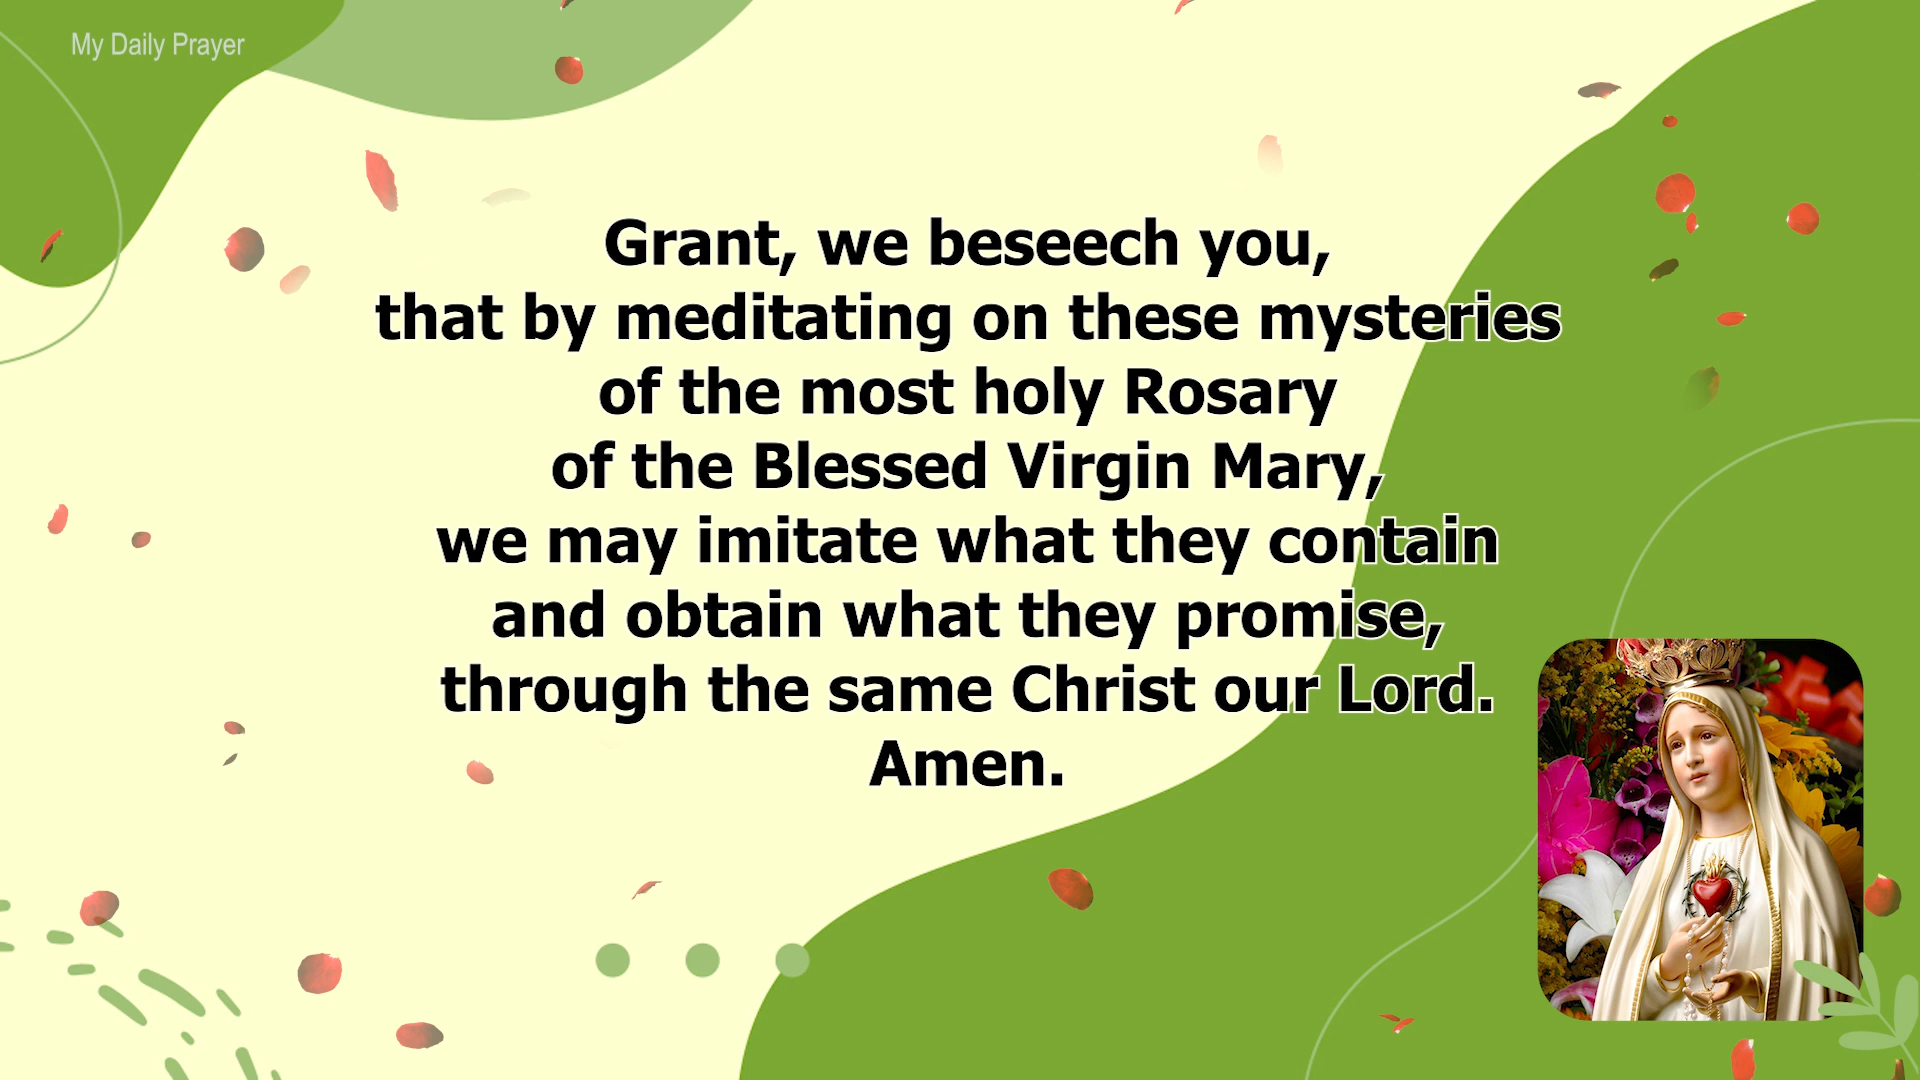 My Daily Prayer
Grant, we beseech you,
that by meditating on these mysteries
of the most holy Rosary
of the Blessed Virgin Mary,
we may imitate what they contain
and obtain what they promise,
through the same Christ our Lord.
Amen.